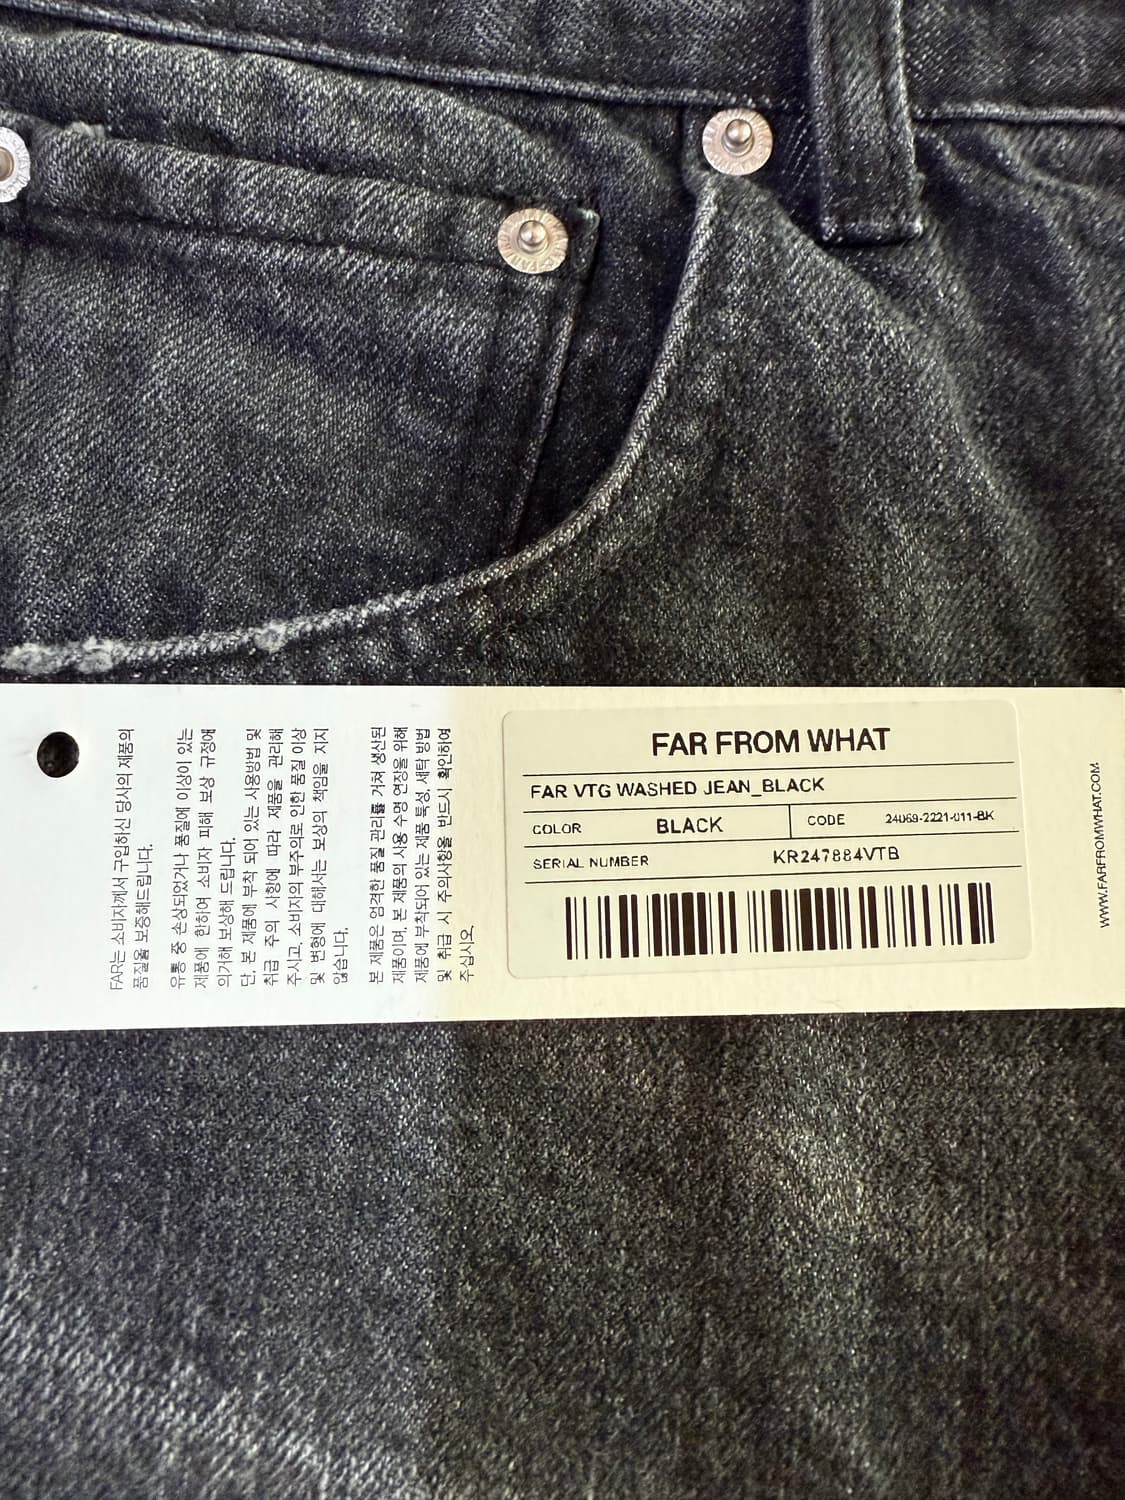 FAR는 소비자께서 구입하신 당사의 제품의
품질을 보증해드립니다.
유통 중 손상되었거나 품질에 이상이 있는
제품에 한하여 소비자 피해 보상 규정에
의거해 보상해 드립니다.
단, 본 제품에 부착 되어 있는 사용방법 및
취급 주의 사항에 따라 제품을 관리해
주시고, 소비자의 부주의로 인한 품질 이상
및 변형에 대해서는 보상의 책임을 지지
않습니다.
본 제품은 엄격한 품질 관리를 거쳐 생산된
제품이며, 본 제품의 사용 수명 연장을 위해
제품에 부착되어 있는 제품 특성, 세탁 방법
및 취급 시 주의사항을 반드시 확인하여
주십시오.
FAR FROM WHAT
FAR VTG WASHED JEAN_BLACK
COLOR BLACK CODE 24069-2221-011-BK
SERIAL NUMBER KR247884VTB
WWW.FARFROMWHAT.COM